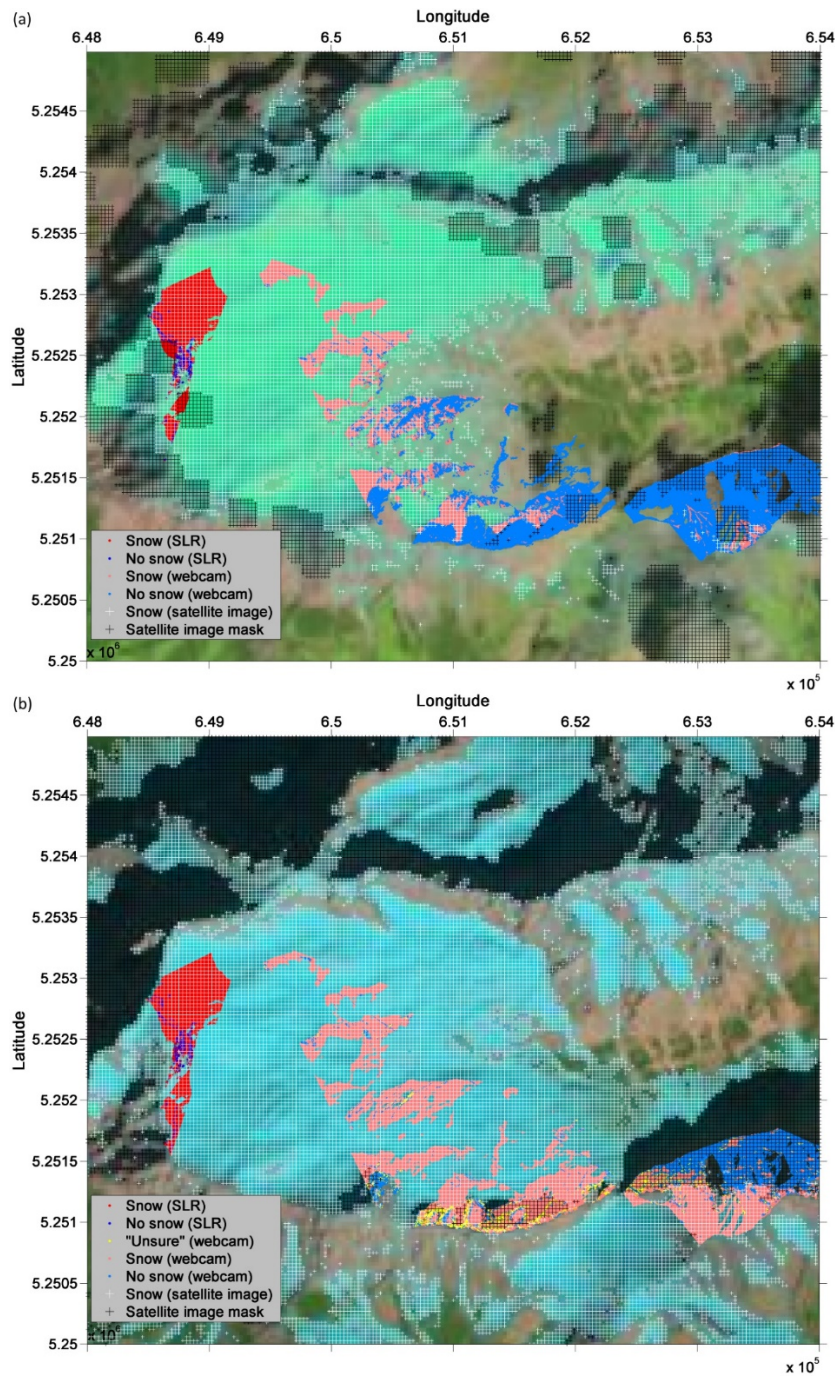 (a)
Longitude
6.48 6.49 6.5 6.51 6.52 6.53 6.54
5.2545
5.254
5.2535
5.253
5.2525
Latitude
5.252
5.2515
5.251
5.2505
5.25
Snow (SLR)
No snow (SLR)
Snow (webcam)
No snow (webcam)
Snow (satellite image)
Satellite image mask
x 10⁶
x 10⁵
(b)
Longitude
6.48 6.49 6.5 6.51 6.52 6.53 6.54
5.2545
5.254
5.2535
5.253
5.2525
Latitude
5.252
5.2515
5.251
5.2505
5.25
Snow (SLR)
No snow (SLR)
"Unsure" (webcam)
Snow (webcam)
No snow (webcam)
Snow (satellite image)
Satellite image mask
x 10⁶
x 10⁵